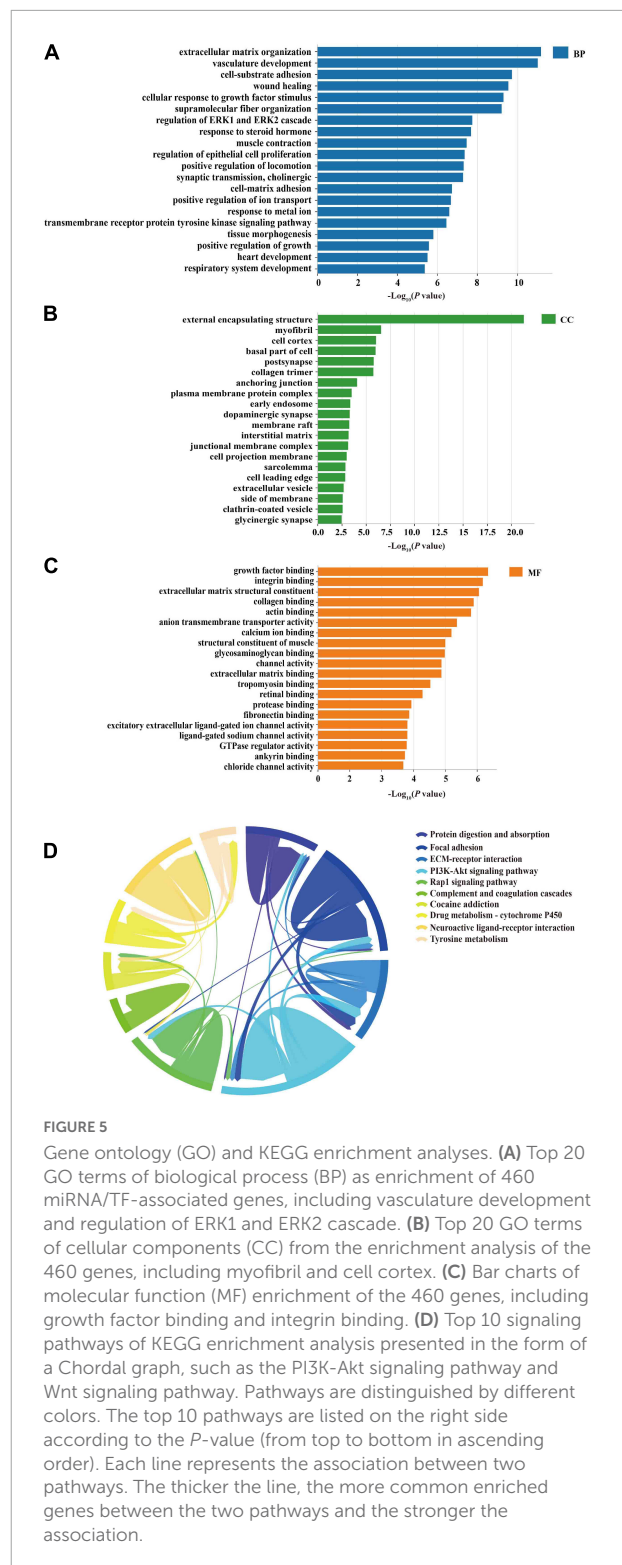 A
extracellular matrix organization
vasculature development
cell-substrate adhesion
wound healing
cellular response to growth factor stimulus
supramolecular fiber organization
regulation of ERK1 and ERK2 cascade
response to steroid hormone
muscle contraction
regulation of epithelial cell proliferation
positive regulation of locomotion
synaptic transmission, cholinergic
cell-matrix adhesion
positive regulation of ion transport
response to metal ion
transmembrane receptor protein tyrosine kinase signaling pathway
tissue morphogenesis
positive regulation of growth
heart development
respiratory system development
BP
0 2 4 6 8 10
-Log10(P value)
B
external encapsulating structure
myofibril
cell cortex
basal part of cell
postsynapse
collagen trimer
anchoring junction
plasma membrane protein complex
early endosome
dopaminergic synapse
membrane raft
interstitial matrix
junctional membrane complex
cell projection membrane
sarcolemma
cell leading edge
extracellular vesicle
side of membrane
clathrin-coated vesicle
glycinergic synapse
CC
0.0 2.5 5.0 7.5 10.0 12.5 15.0 17.5 20.0
-Log10(P value)
C
growth factor binding
integrin binding
extracellular matrix structural constituent
collagen binding
actin binding
anion transmembrane transporter activity
calcium ion binding
structural constituent of muscle
glycosaminoglycan binding
channel activity
extracellular matrix binding
tropomyosin binding
retinal binding
protease binding
fibronectin binding
excitatory extracellular ligand-gated ion channel activity
ligand-gated sodium channel activity
GTPase regulator activity
ankyrin binding
chloride channel activity
MF
0 1 2 3 4 5 6
-Log10(P value)
D
Protein digestion and absorption
Focal adhesion
ECM-receptor interaction
PI3K-Akt signaling pathway
Rap1 signaling pathway
Complement and coagulation cascades
Cocaine addiction
Drug metabolism - cytochrome P450
Neuroactive ligand-receptor interaction
Tyrosine metabolism
FIGURE 5
Gene ontology (GO) and KEGG enrichment analyses. (A) Top 20
GO terms of biological process (BP) as enrichment of 460
miRNA/TF-associated genes, including vasculature development
and regulation of ERK1 and ERK2 cascade. (B) Top 20 GO terms
of cellular components (CC) from the enrichment analysis of the
460 genes, including myofibril and cell cortex. (C) Bar charts of
molecular function (MF) enrichment of the 460 genes, including
growth factor binding and integrin binding. (D) Top 10 signaling
pathways of KEGG enrichment analysis presented in the form of
a Chordal graph, such as the PI3K-Akt signaling pathway and
Wnt signaling pathway. Pathways are distinguished by different
colors. The top 10 pathways are listed on the right side
according to the P-value (from top to bottom in ascending
order). Each line represents the association between two
pathways. The thicker the line, the more common enriched
genes between the two pathways and the stronger the
association.